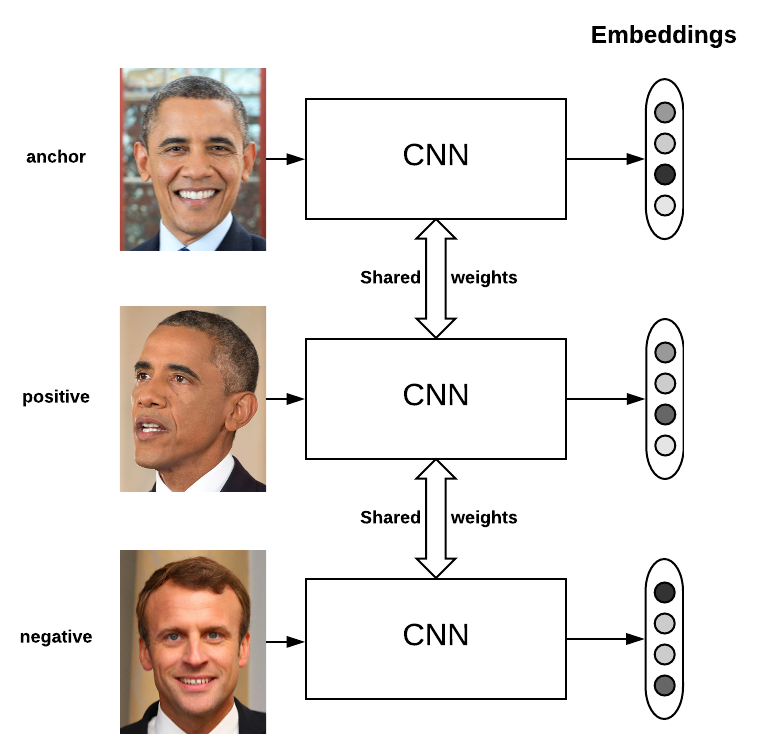 Embeddings
anchor
CNN
Shared weights
positive
CNN
Shared weights
negative
CNN